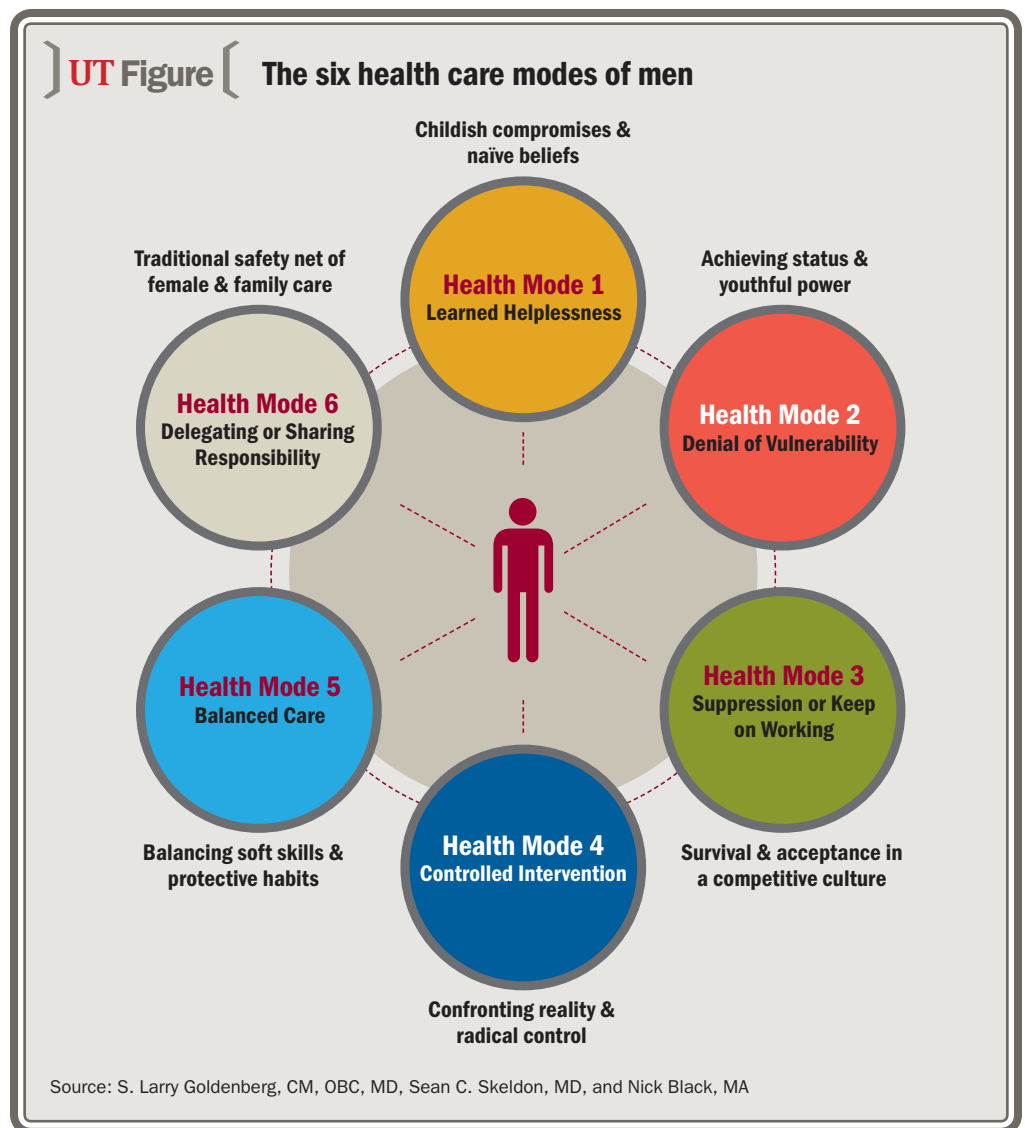 UT Figure The six health care modes of men
Childish compromises &
naïve beliefs
Health Mode 1
Learned Helplessness
Achieving status &
youthful power
Health Mode 2
Denial of Vulnerability
Health Mode 3
Suppression or Keep
on Working
Survival & acceptance in
a competitive culture
Health Mode 4
Controlled Intervention
Confronting reality &
radical control
Health Mode 5
Balanced Care
Balancing soft skills &
protective habits
Traditional safety net of
female & family care
Health Mode 6
Delegating or Sharing
Responsibility
Source: S. Larry Goldenberg, CM, OBC, MD, Sean C. Skeldon, MD, and Nick Black, MA